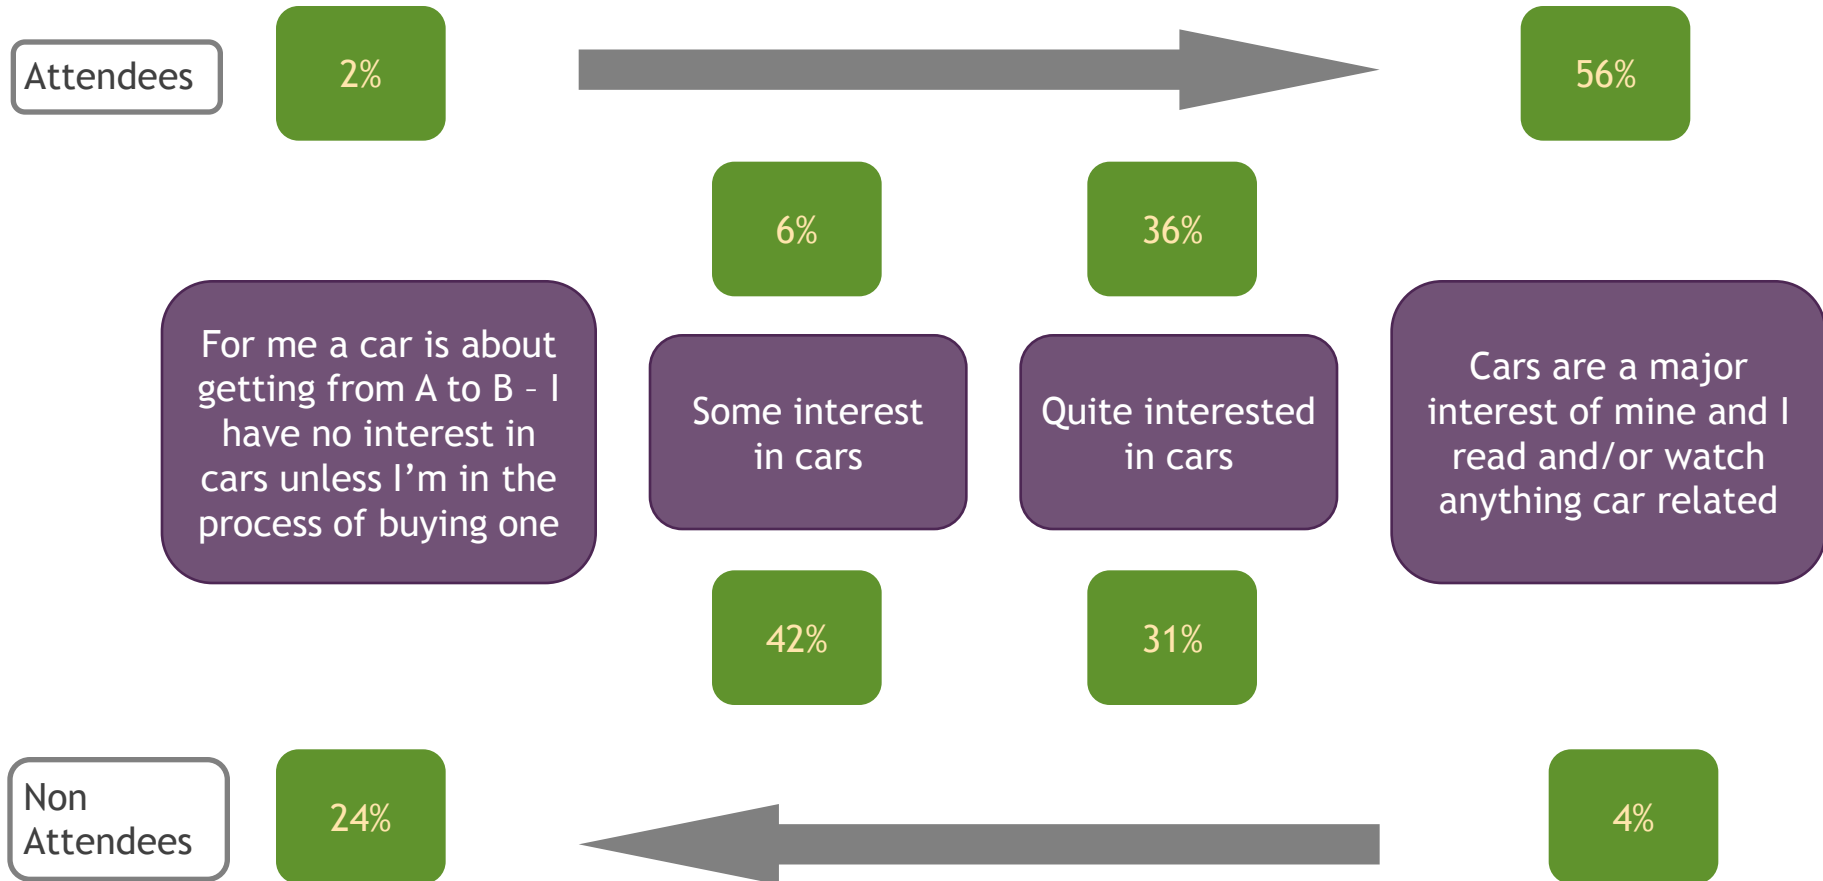 Attendees
2%
56%
6%
36%
For me a car is about
getting from A to B – I
have no interest in
cars unless I’m in the
process of buying one
Some interest
in cars
Quite interested
in cars
Cars are a major
interest of mine and I
read and/or watch
anything car related
42%
31%
Non
Attendees
24%
4%